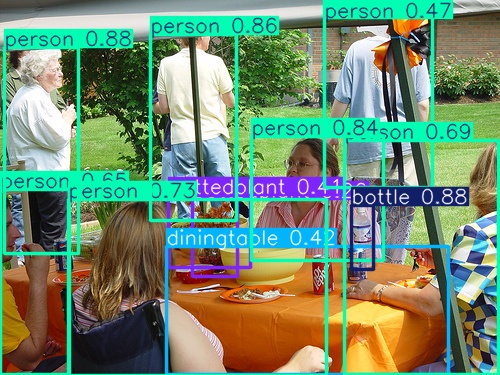 person 0.47
person 0.86
person 0.88
person 0.84
son 0.69
person 0.65
person 0.73
ttedplant 0.41
bottle 0.88
diningtable 0.42